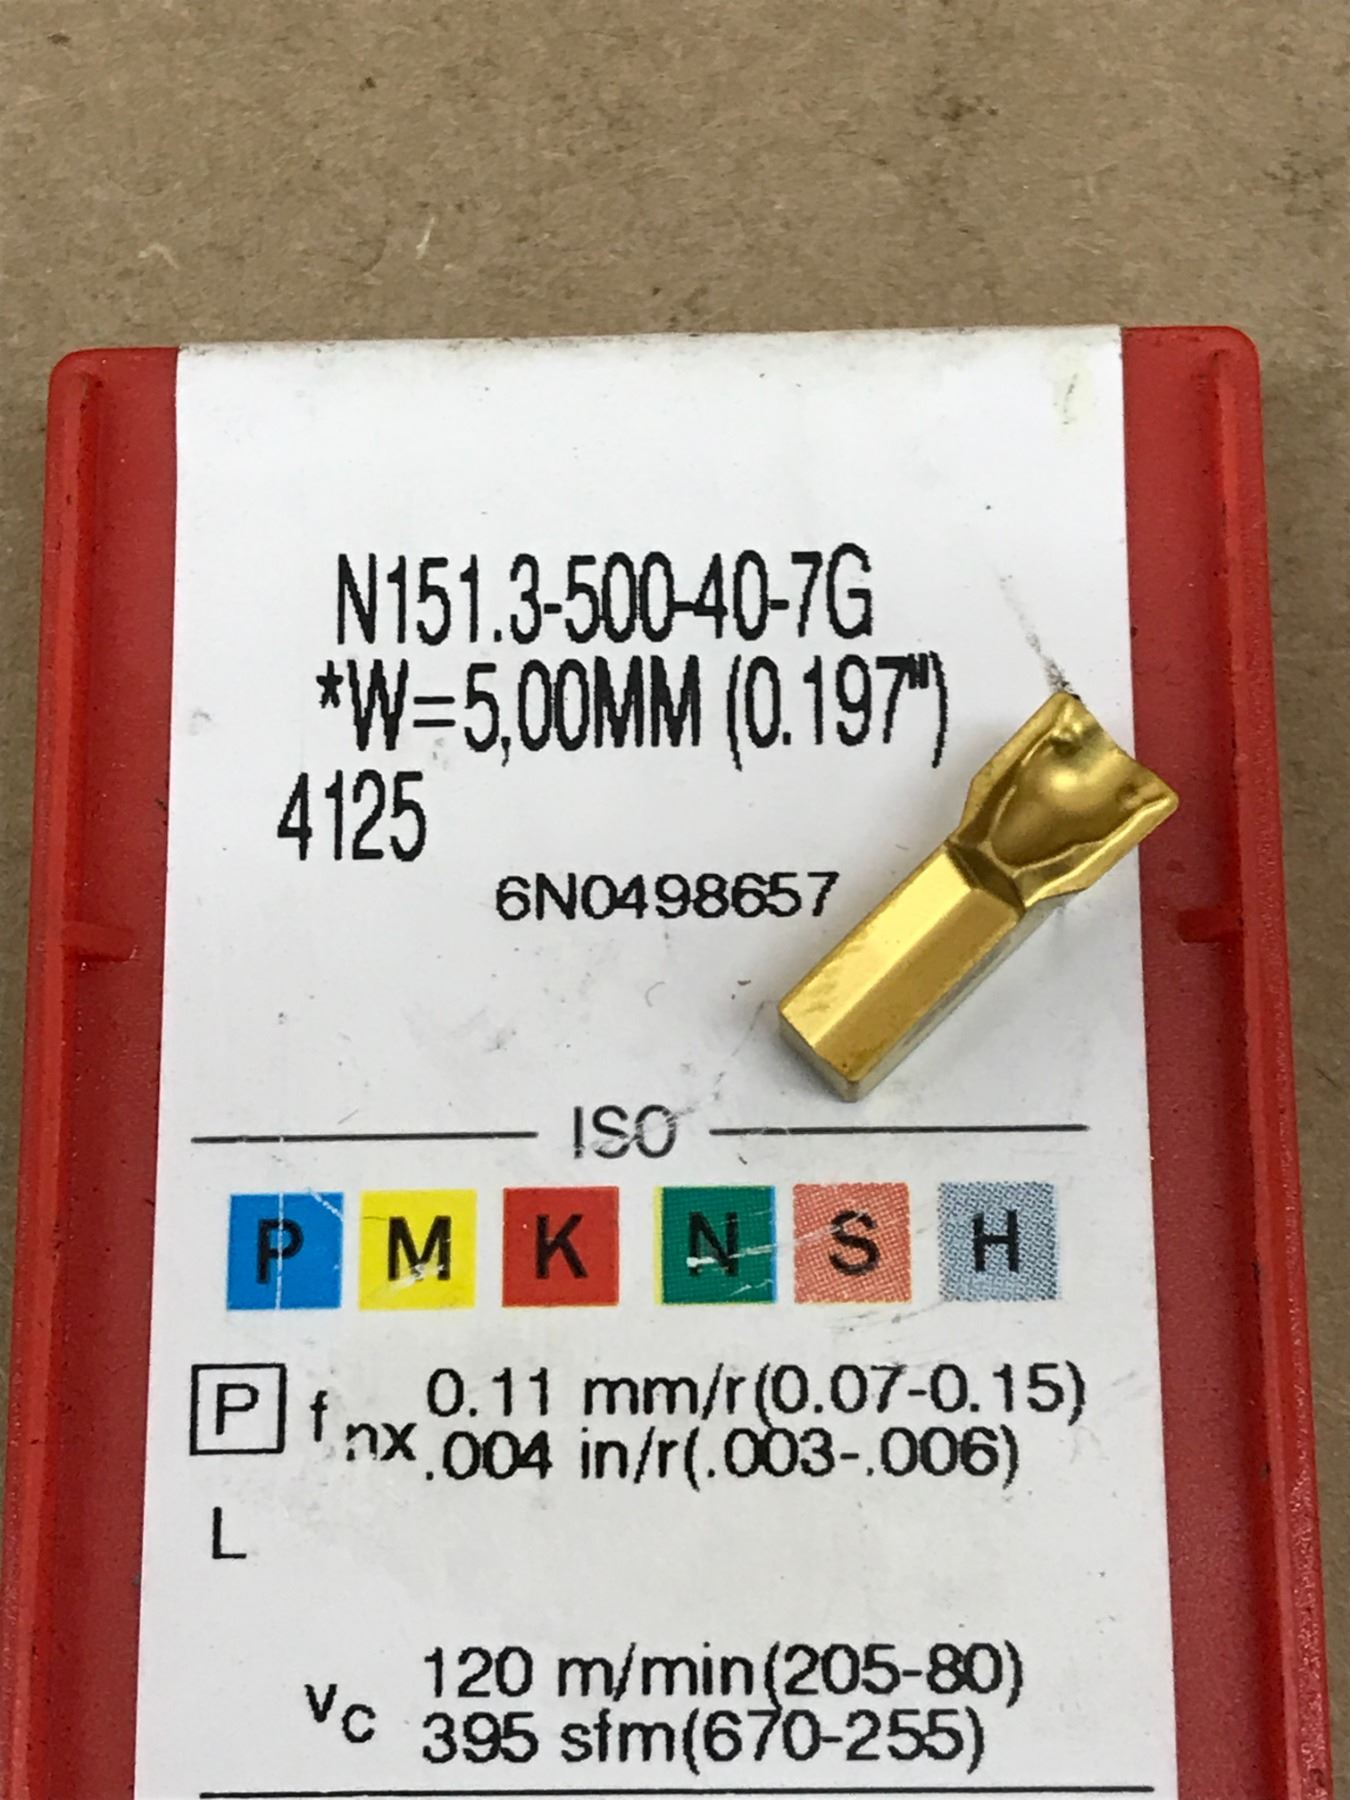 N151.3-500-40-7G
*W=5,00MM (0.197")
4125
6N0498657
ISO
P M K N S H
P fnx 0.11 mm/r(0.07-0.15)
.004 in/r(.003-.006)
L
vc 120 m/min(205-80)
395 sfm(670-255)